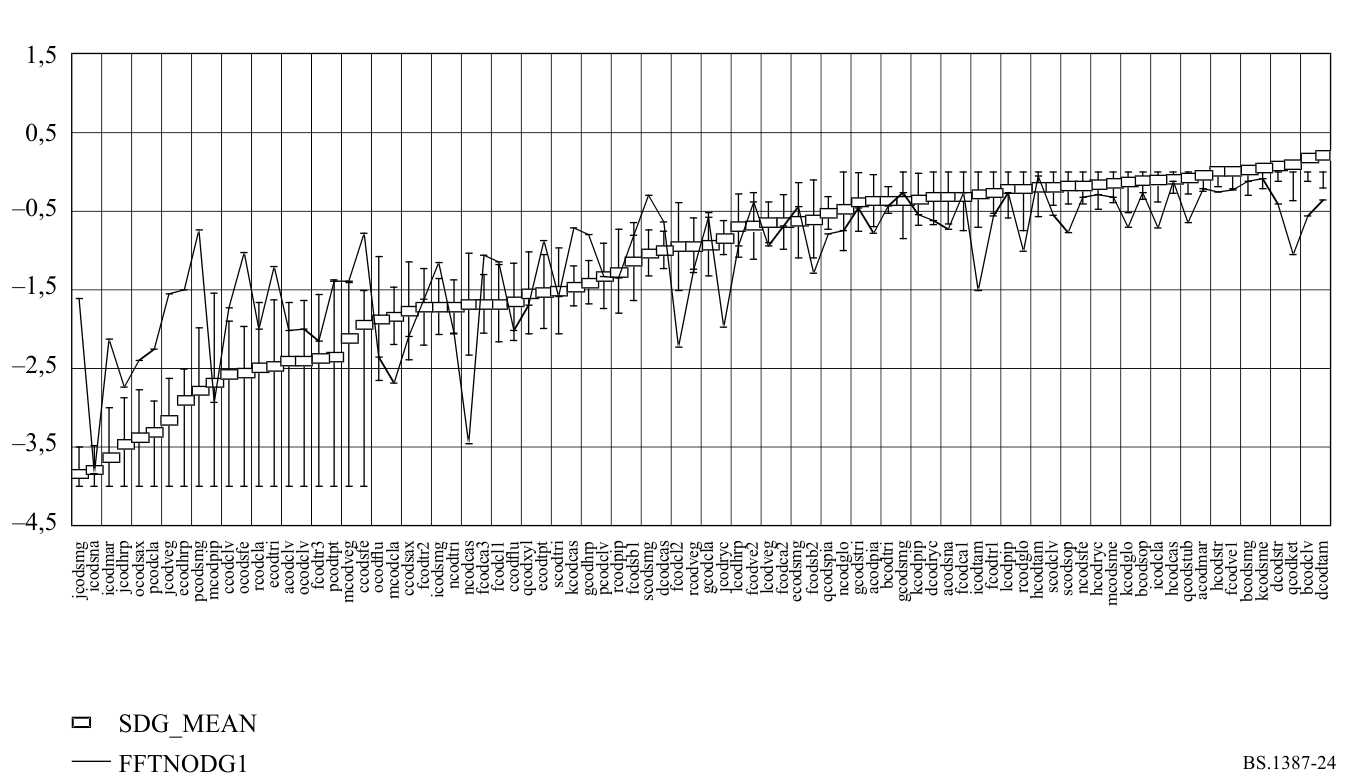 1,5
0,5
–0,5
–1,5
–2,5
–3,5
–4,5
jcodsmg
icodsna
icodmar
jcodhrp
ocodsax
pcodcla
jcodveg
ecodhrp
pcodsmg
mcodpip
ccodclv
ocodsfe
rcodcla
ecodtri
acodclv
ocodclv
fcodtr3
pcodtpt
mcodveg
ccodsfe
ocodflu
mcodcla
ccodsax
fcodtr2
icodsmg
ncodtri
ncodcas
fcodca3
fcodcl1
ccodflu
qcodxyl
ecodtpt
scodtri
kcodcas
gcodhrp
pcodclv
rcodpip
fcodsb1
scodsmg
dcodcas
fcodcl2
rcodveg
gcodcla
jcodryc
lcodhrp
fcodve2
lcodveg
fcodca2
ecodsmg
fcodsb2
qcodspia
ncodglo
gcodstri
acodpia
bcodtri
gcodsmg
kcodpip
dcodryc
acodsna
fcodca1
icodtam
fcodtr1
lcodpip
rcodglo
hcodtam
scodclv
scodsop
ncodsfe
hcodryc
mcodsme
kcodglo
bcodsop
icodcla
hcodcas
qcodstub
acodmar
hcodstri
fcodve1
bcodsmg
kcodsme
dcodstr
qcodket
bcodclv
dcodtam
SDG_MEAN
FFTNODG1
BS.1387-24